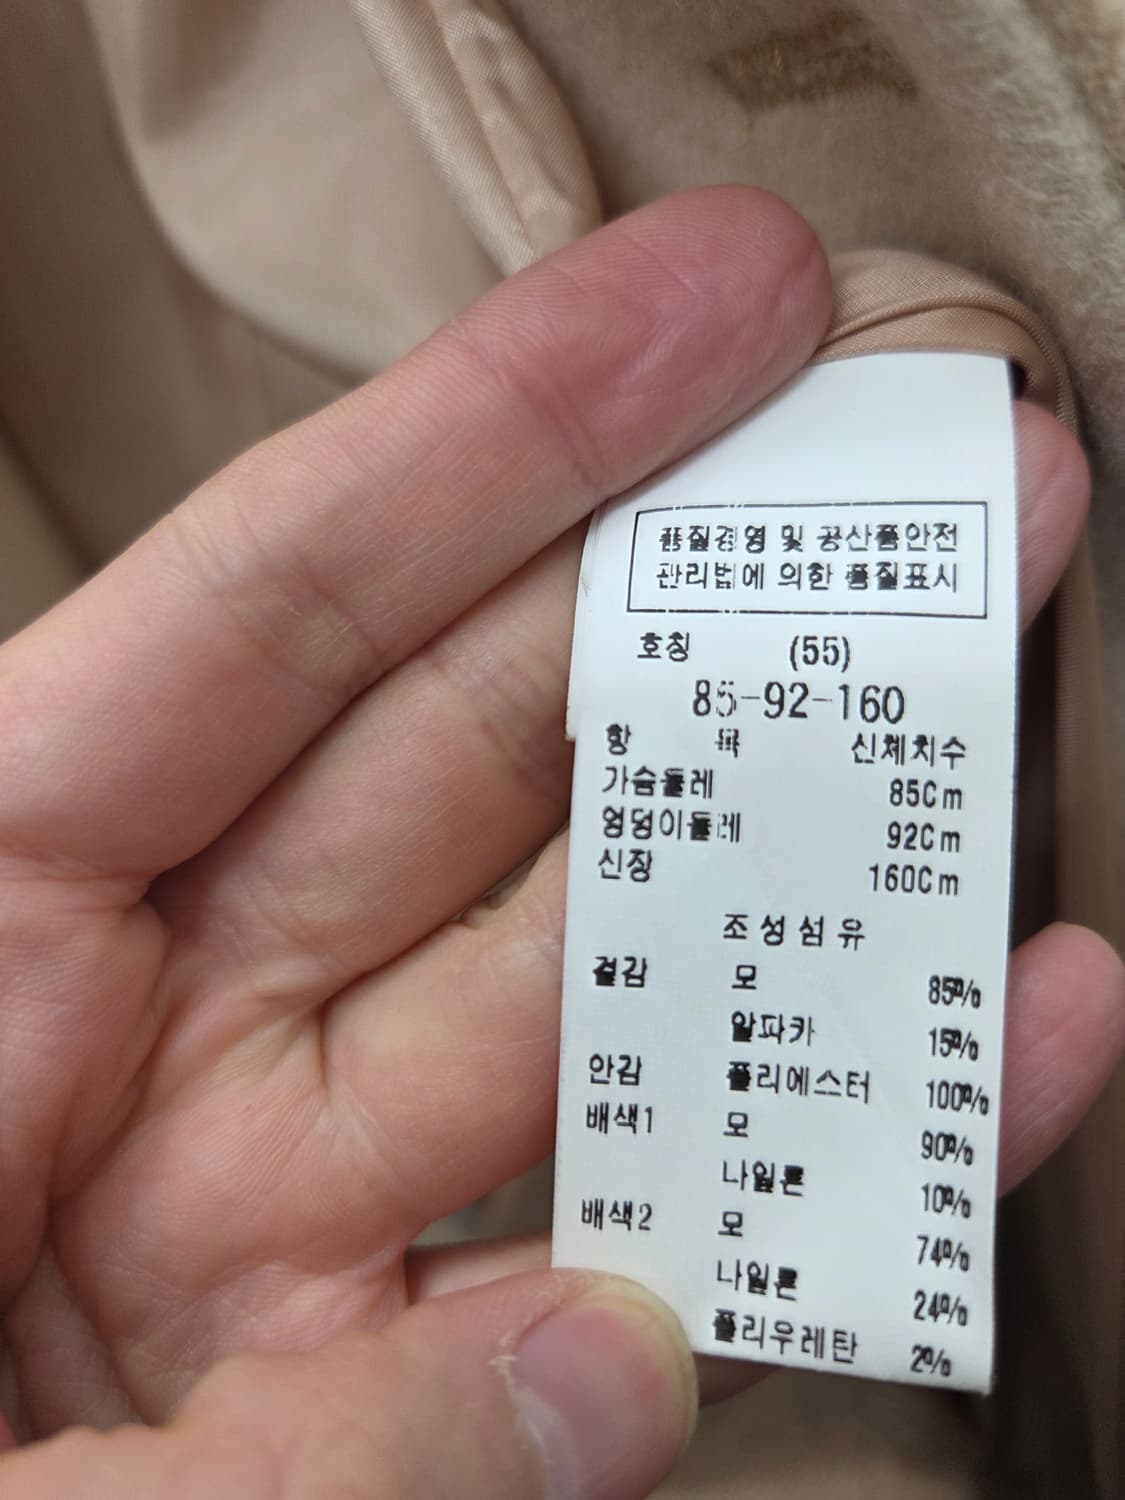 품질경영 및 공산품안전
관리법에 의한 품질표시
호칭 (55)
85-92-160
항 목 신체치수
가슴둘레 85Cm
엉덩이둘레 92Cm
신장 160Cm
조성섬유
겉감 모 85%
알파카 15%
안감 폴리에스터 100%
배색1 모 90%
나일론 10%
배색2 모 74%
나일론 24%
폴리우레탄 2%